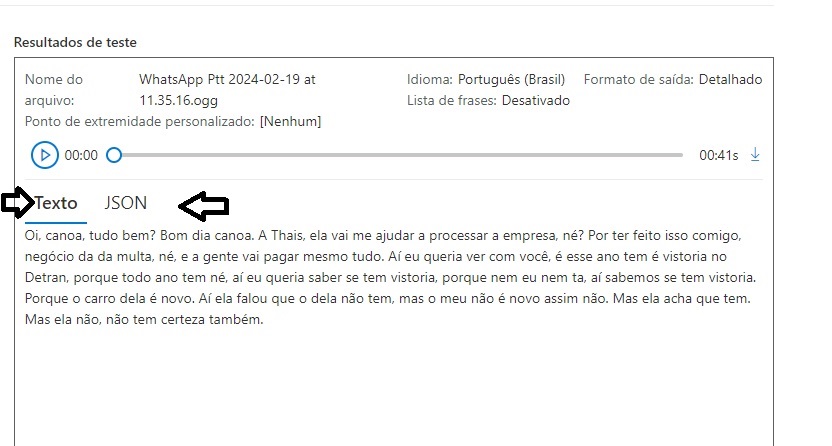 Resultados de teste
Nome do arquivo: WhatsApp Ptt 2024-02-19 at 11.35.16.ogg
Idioma: Português (Brasil) Formato de saída: Detalhado
Lista de frases: Desativado
Ponto de extremidade personalizado: [Nenhum]
00:00 00:41s
Texto JSON
Oi, canoa, tudo bem? Bom dia canoa. A Thais, ela vai me ajudar a processar a empresa, né? Por ter feito isso comigo,
negócio da da multa, né, e a gente vai pagar mesmo tudo. Aí eu queria ver com você, é esse ano tem é vistoria no
Detran, porque todo ano tem né, aí eu queria saber se tem vistoria, porque nem eu nem ta, aí sabemos se tem vistoria.
Porque o carro dela é novo. Aí ela falou que o dela não tem, mas o meu não é novo assim não. Mas ela acha que tem.
Mas ela não, não tem certeza também.